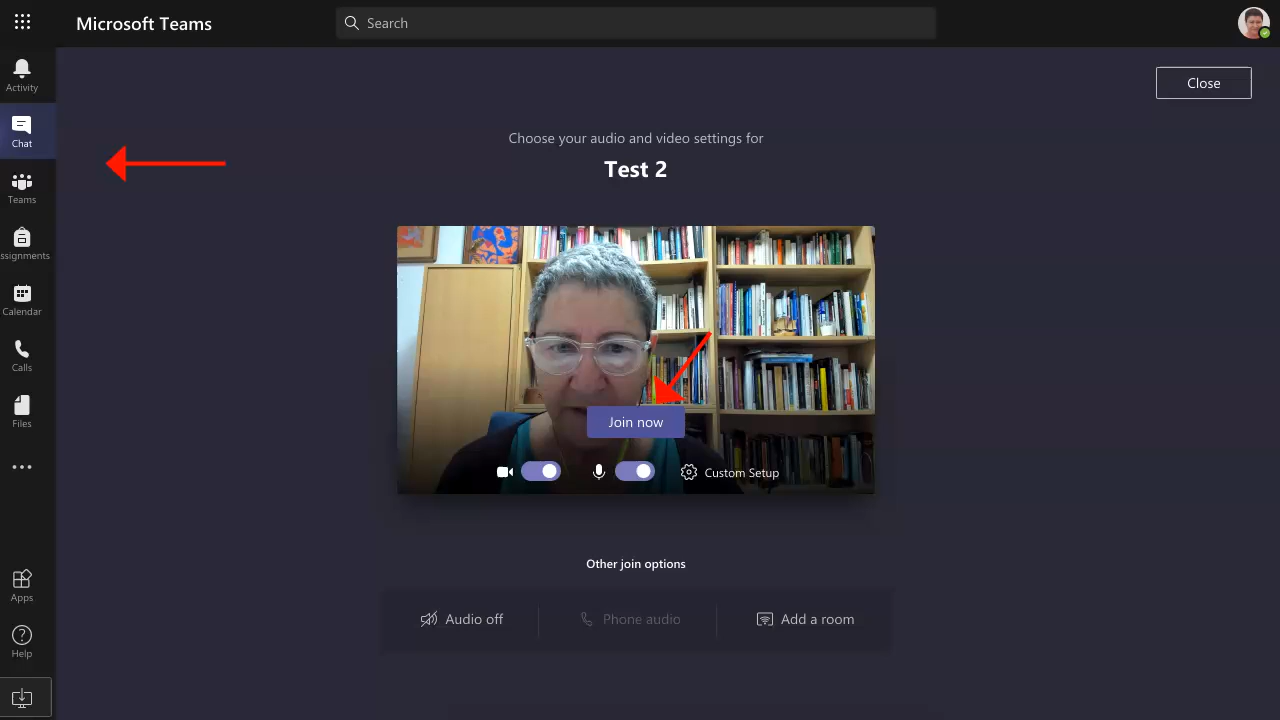 Microsoft Teams
Search
Activity
Chat
Teams
ssignments
Calendar
Calls
Files
Apps
Help
Close
Choose your audio and video settings for
Test 2
Join now
Custom Setup
Other join options
Audio off
Phone audio
Add a room